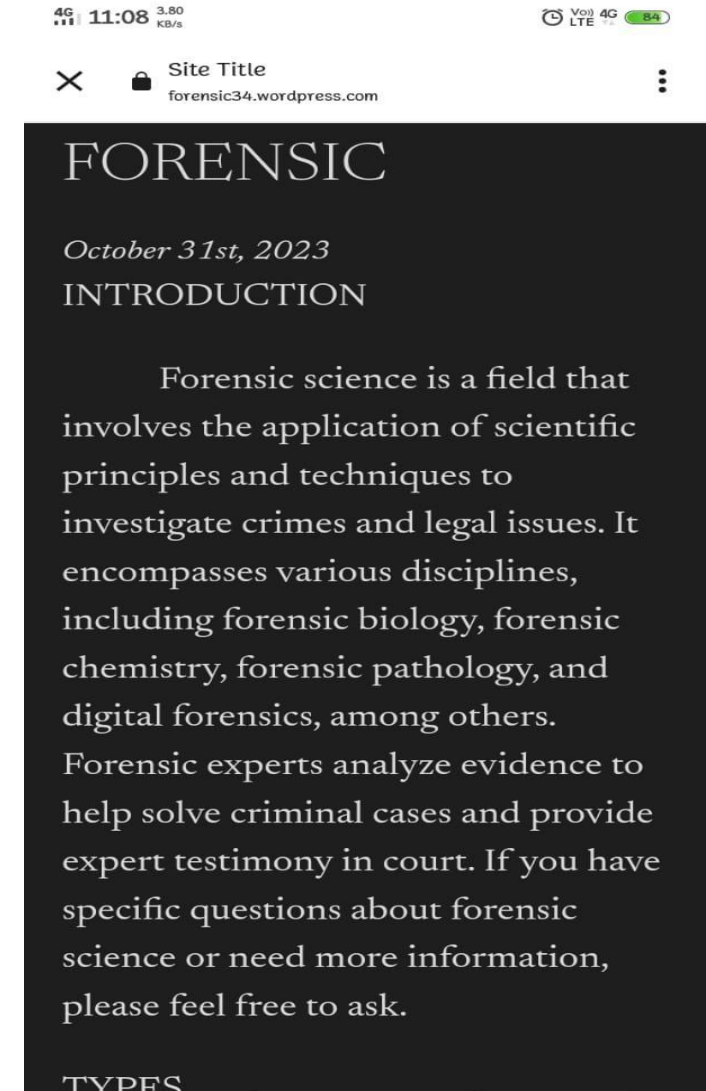 4G 11:08 3.80 KB/s Vo)) LTE 4G 84
Site Title
forensic34.wordpress.com
FORENSIC
October 31st, 2023
INTRODUCTION
Forensic science is a field that
involves the application of scientific
principles and techniques to
investigate crimes and legal issues. It
encompasses various disciplines,
including forensic biology, forensic
chemistry, forensic pathology, and
digital forensics, among others.
Forensic experts analyze evidence to
help solve criminal cases and provide
expert testimony in court. If you have
specific questions about forensic
science or need more information,
please feel free to ask.
TYPES